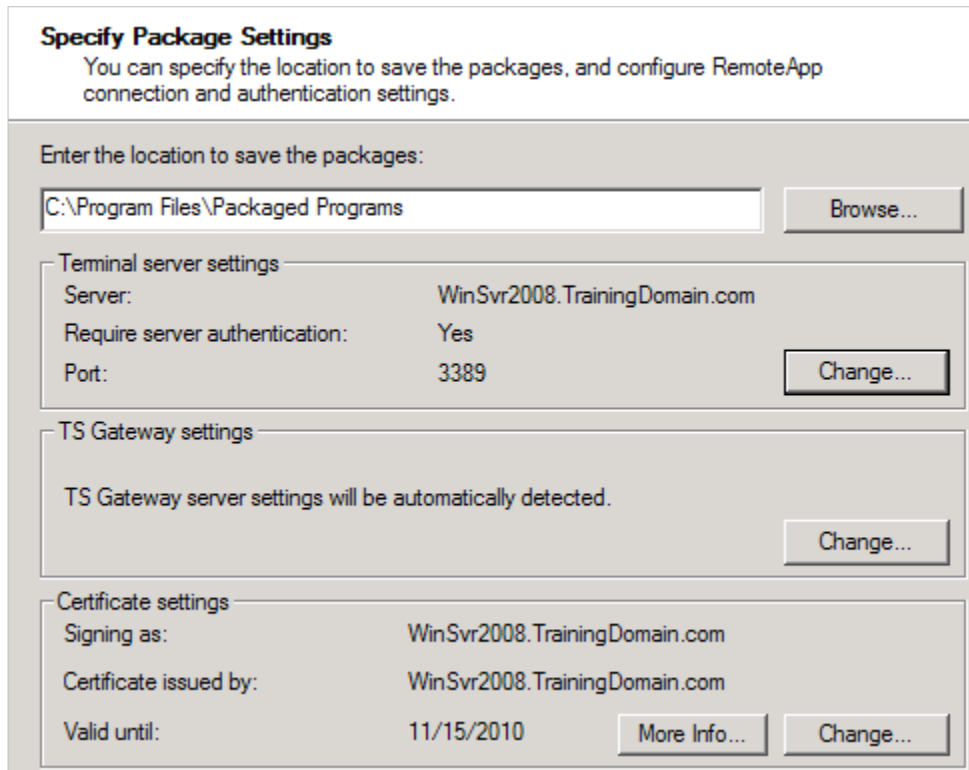 Specify Package Settings
You can specify the location to save the packages, and configure RemoteApp
connection and authentication settings.
Enter the location to save the packages:
C:\Program Files\Packaged Programs
Browse...
Terminal server settings
Server: WinSvr2008.TrainingDomain.com
Require server authentication: Yes
Port: 3389
Change...
TS Gateway settings
TS Gateway server settings will be automatically detected.
Change...
Certificate settings
Signing as: WinSvr2008.TrainingDomain.com
Certificate issued by: WinSvr2008.TrainingDomain.com
Valid until: 11/15/2010 More Info... Change...